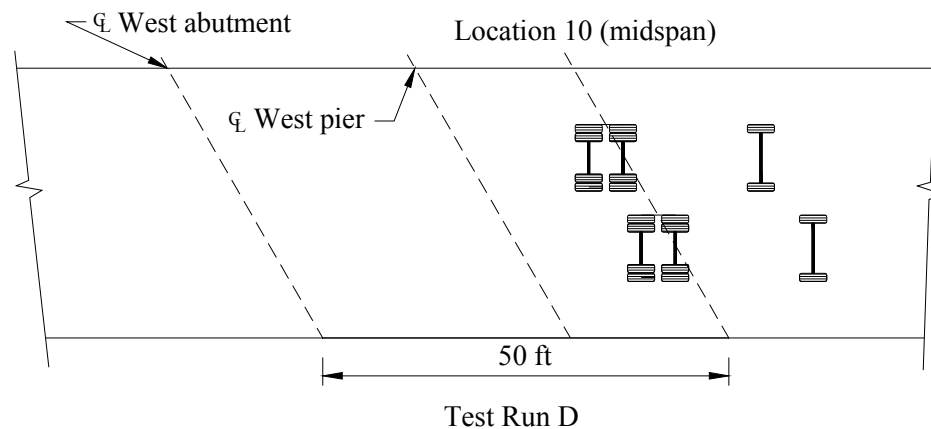 ℄ West abutment
Location 10 (midspan)
℄ West pier
50 ft
Test Run D